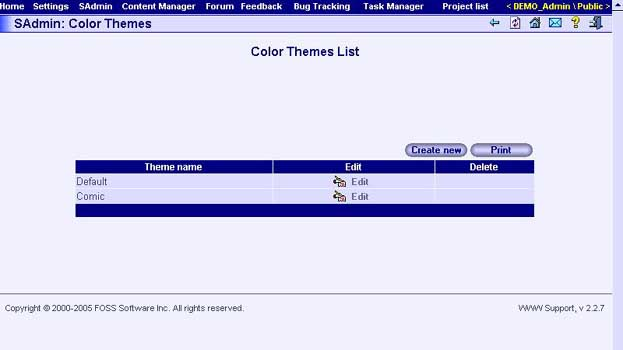 Home Settings SAdmin Content Manager Forum Feedback Bug Tracking Task Manager Project list < DEMO_Admin \ Public >
SAdmin: Color Themes
Color Themes List
Create new Print
Theme name Edit Delete
Default Edit
Comic Edit
Copyright © 2000-2005 FOSS Software Inc. All rights reserved. WWW Support, v 2.2.7